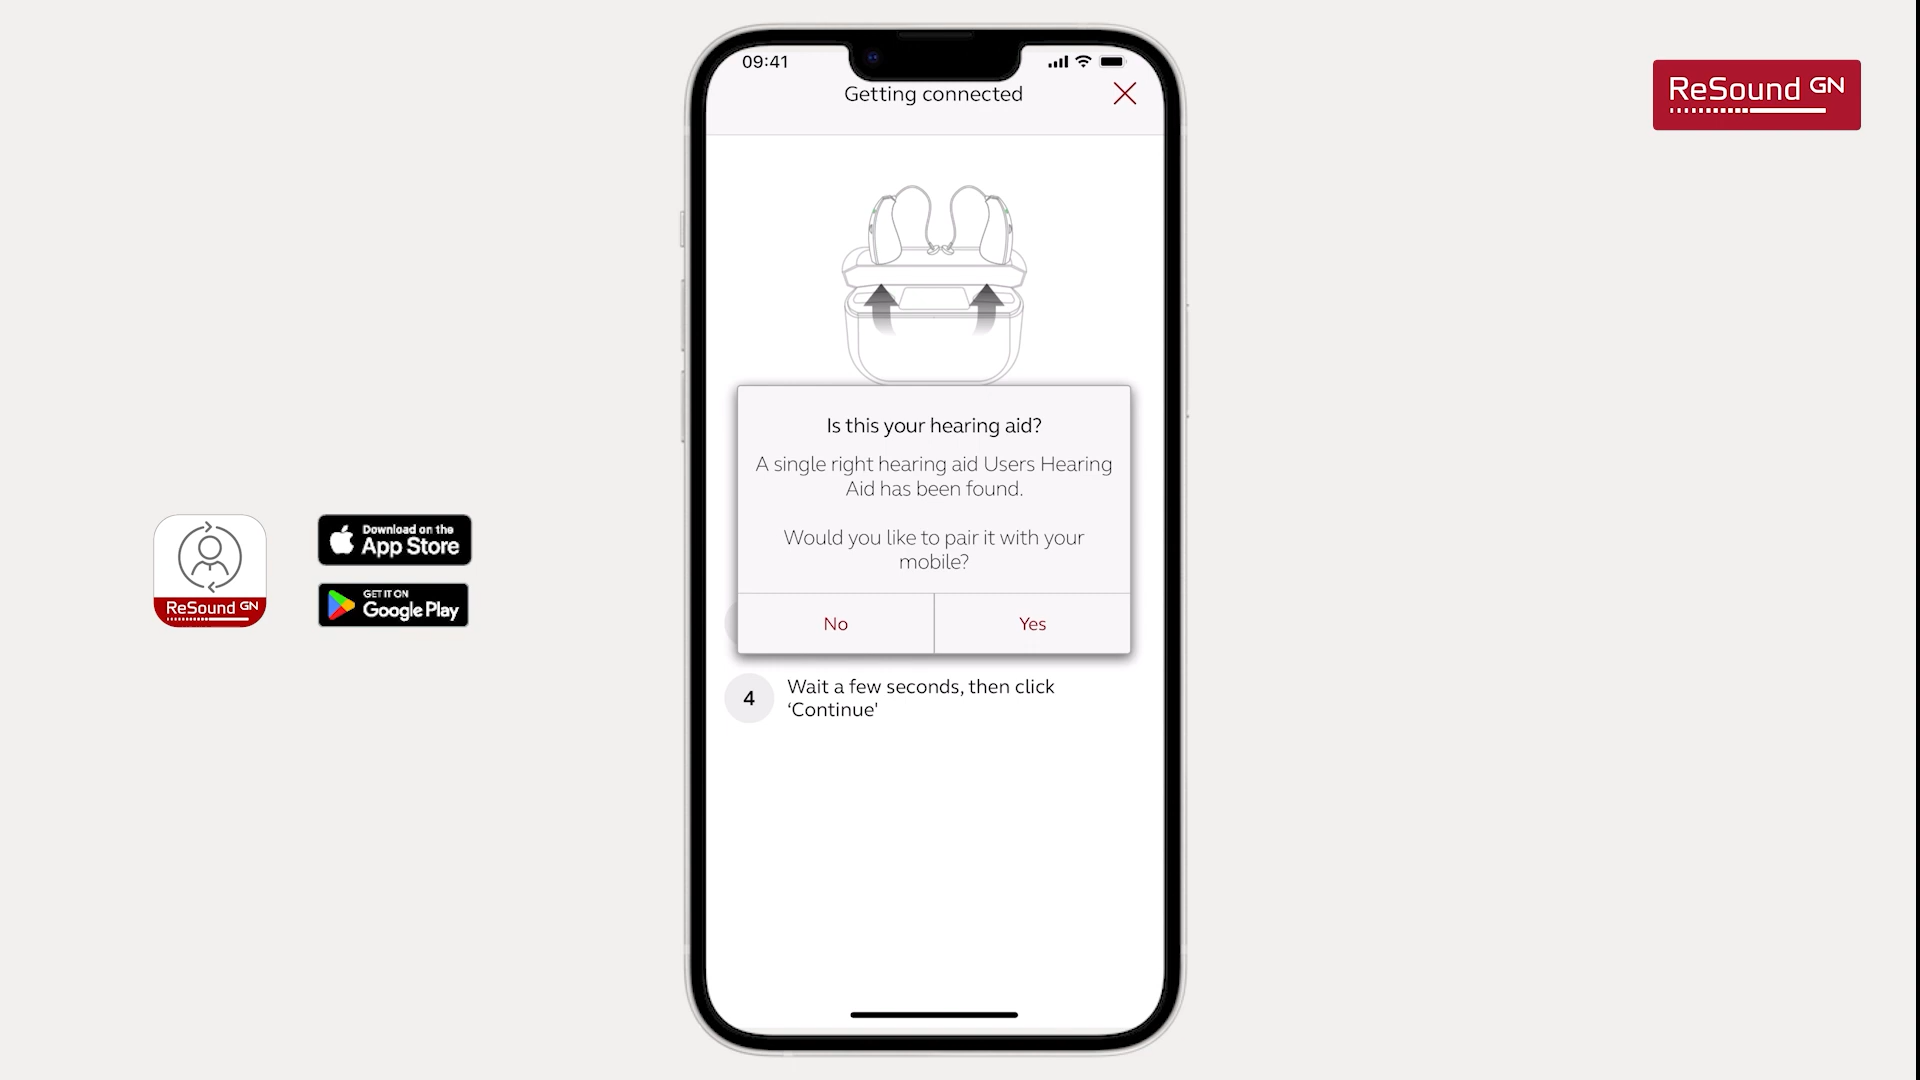 09:41
Getting connected
ReSound GN
Is this your hearing aid?
A single right hearing aid Users Hearing
Aid has been found.
Would you like to pair it with your
mobile?
No
Yes
4
Wait a few seconds, then click
‘Continue'
ReSound GN
Download on the
App Store
GET IT ON
Google Play